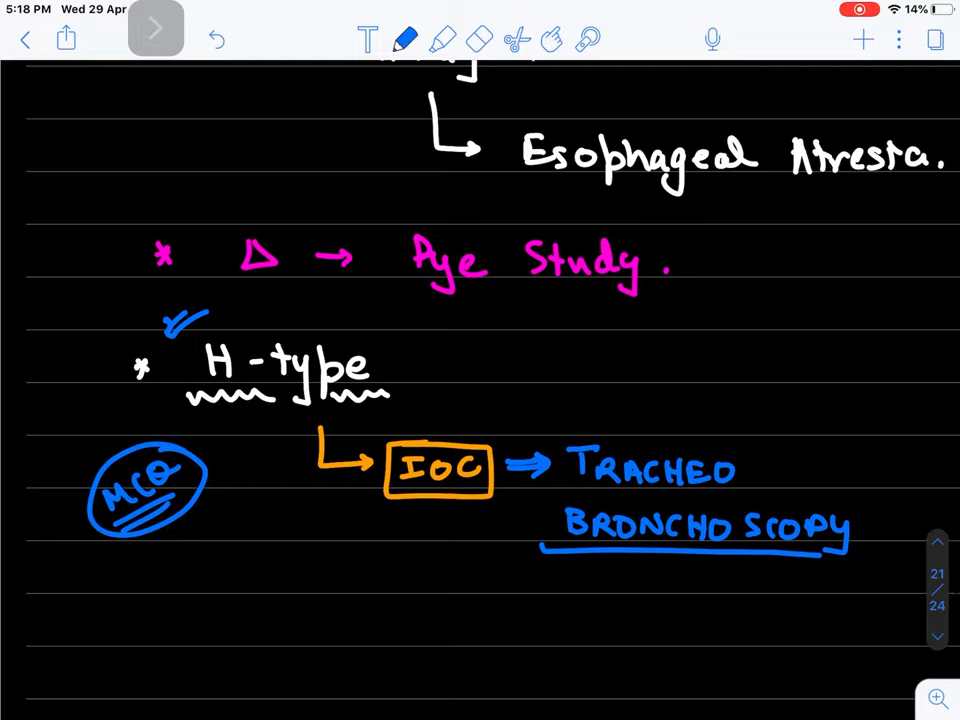 5:18 PM Wed 29 Apr
14%
Esophageal Atresia.
* Δ → Dye Study.
* H-type
MCQ
IOC ⇒ TRACHEO
BRONCHOSCOPY
21
/
24